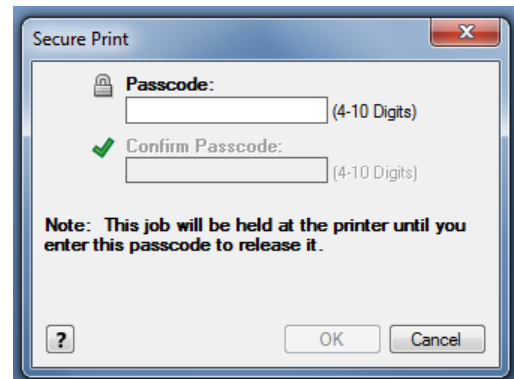 Secure Print
Passcode:
(4-10 Digits)
Confirm Passcode:
(4-10 Digits)
Note: This job will be held at the printer until you
enter this passcode to release it.
?
OK
Cancel